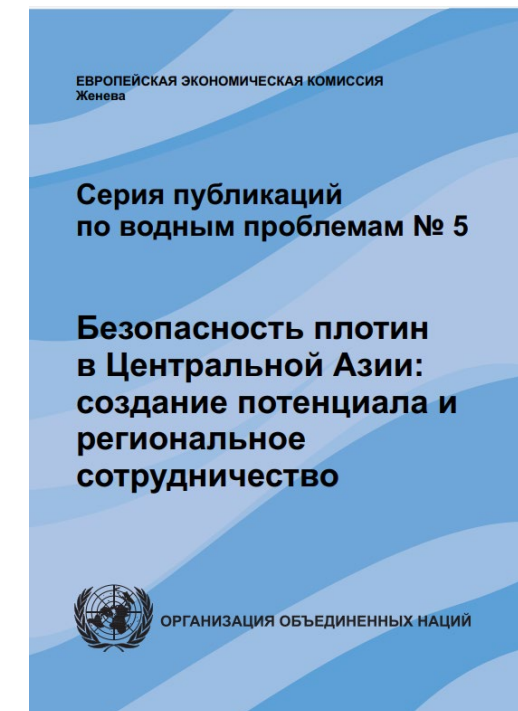 ЕВРОПЕЙСКАЯ ЭКОНОМИЧЕСКАЯ КОМИССИЯ
Женева
Серия публикаций
по водным проблемам № 5
Безопасность плотин
в Центральной Азии:
создание потенциала и
региональное
сотрудничество
ОРГАНИЗАЦИЯ ОБЪЕДИНЕННЫХ НАЦИЙ